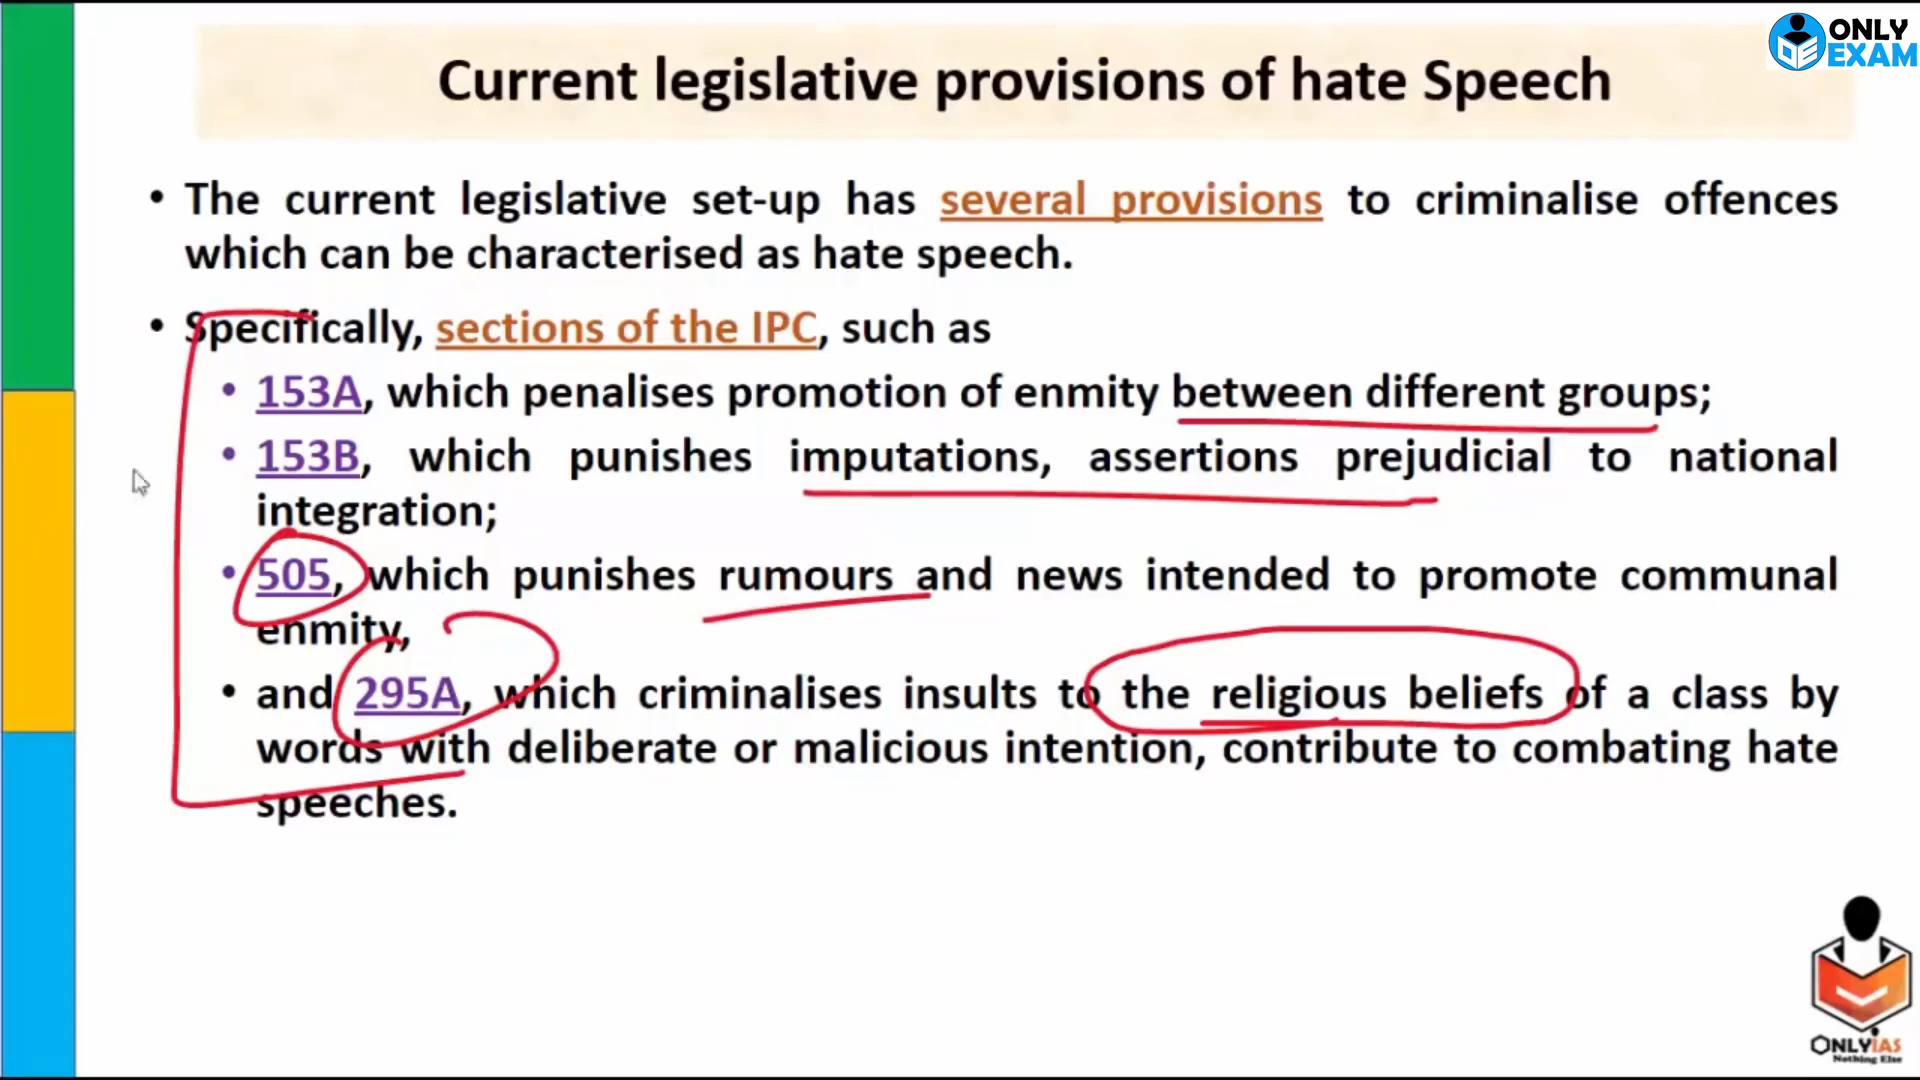 ONLY
EXAM
Current legislative provisions of hate Speech
• The current legislative set-up has several provisions to criminalise offences
which can be characterised as hate speech.
• Specifically, sections of the IPC, such as
• 153A, which penalises promotion of enmity between different groups;
• 153B, which punishes imputations, assertions prejudicial to national
integration;
• 505, which punishes rumours and news intended to promote communal
enmity,
• and 295A, which criminalises insults to the religious beliefs of a class by
words with deliberate or malicious intention, contribute to combating hate
speeches.
ONLYIAS
Nothing Else